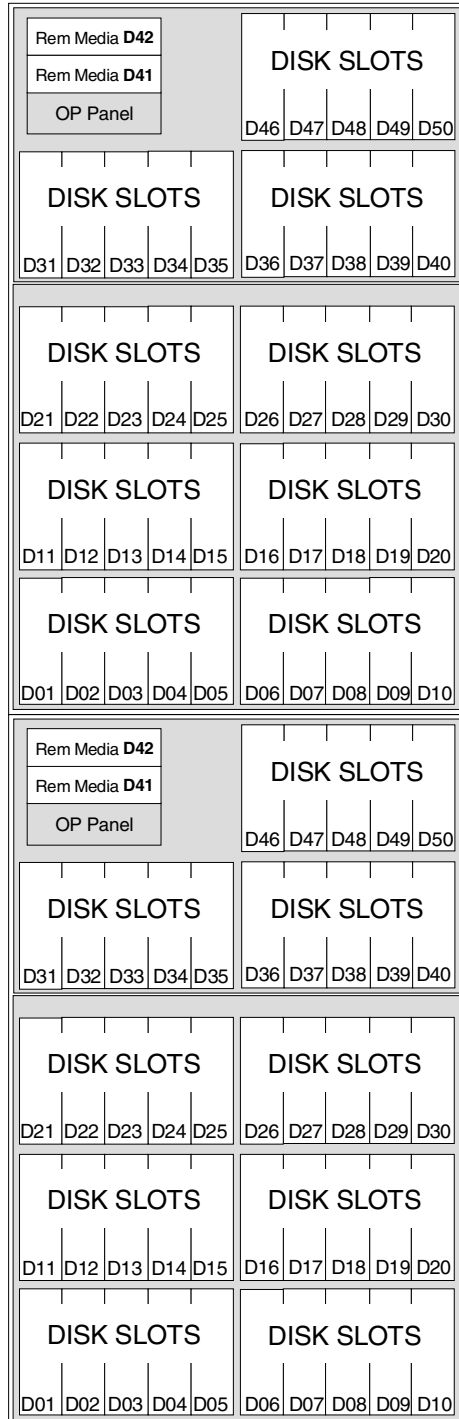 Rem Media D42
Rem Media D41
OP Panel
DISK SLOTS
D46 D47 D48 D49 D50
DISK SLOTS
D31 D32 D33 D34 D35
DISK SLOTS
D36 D37 D38 D39 D40
DISK SLOTS
D21 D22 D23 D24 D25
DISK SLOTS
D26 D27 D28 D29 D30
DISK SLOTS
D11 D12 D13 D14 D15
DISK SLOTS
D16 D17 D18 D19 D20
DISK SLOTS
D01 D02 D03 D04 D05
DISK SLOTS
D06 D07 D08 D09 D10
Rem Media D42
Rem Media D41
OP Panel
DISK SLOTS
D46 D47 D48 D49 D50
DISK SLOTS
D31 D32 D33 D34 D35
DISK SLOTS
D36 D37 D38 D39 D40
DISK SLOTS
D21 D22 D23 D24 D25
DISK SLOTS
D26 D27 D28 D29 D30
DISK SLOTS
D11 D12 D13 D14 D15
DISK SLOTS
D16 D17 D18 D19 D20
DISK SLOTS
D01 D02 D03 D04 D05
DISK SLOTS
D06 D07 D08 D09 D10